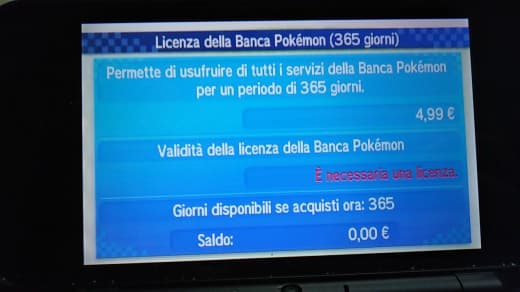 Licenza della Banca Pokémon (365 giorni)
Permette di usufruire di tutti i servizi della Banca Pokémon
per un periodo di 365 giorni.
4,99 €
Validità della licenza della Banca Pokémon
È necessaria una licenza.
Giorni disponibili se acquisti ora: 365
Saldo: 0,00 €